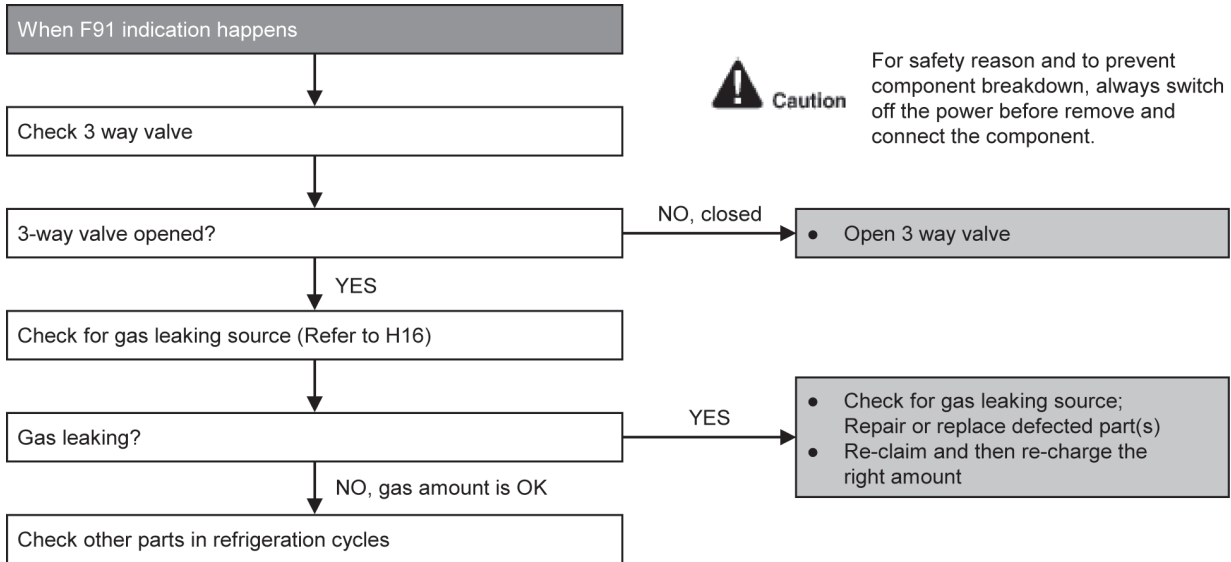 When F91 indication happens
Caution
For safety reason and to prevent
component breakdown, always switch
off the power before remove and
connect the component.
Check 3 way valve
3-way valve opened?
NO, closed
● Open 3 way valve
YES
Check for gas leaking source (Refer to H16)
Gas leaking?
YES
● Check for gas leaking source;
Repair or replace defected part(s)
● Re-claim and then re-charge the
right amount
NO, gas amount is OK
Check other parts in refrigeration cycles